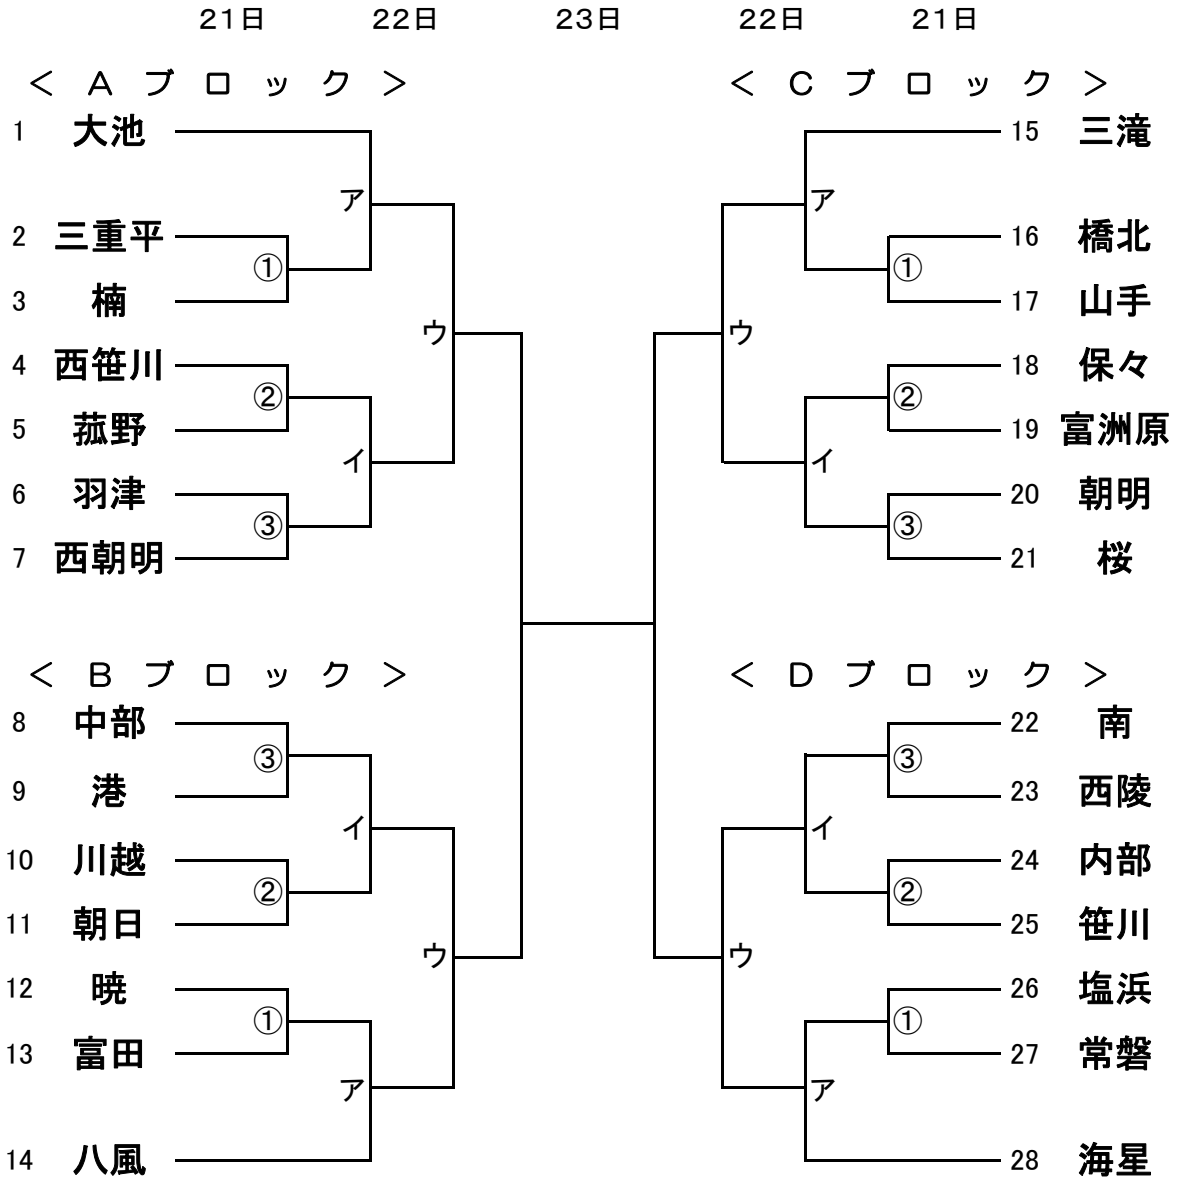 21日 22日 23日 22日 21日
< A ブ ロ ッ ク >
1 大池
ア
2 三重平
①
3 楠
ウ
4 西笹川
②
5 菰野
イ
6 羽津
③
7 西朝明
< B ブ ロ ッ ク >
8 中部
③
9 港
イ
10 川越
②
11 朝日
ウ
12 暁
①
13 富田
ア
14 八風
< C ブ ロ ッ ク >
15 三滝
ア
16 橋北
①
17 山手
ウ
18 保々
②
19 富洲原
イ
20 朝明
③
21 桜
< D ブ ロ ッ ク >
22 南
③
23 西陵
イ
24 内部
②
25 笹川
ウ
26 塩浜
①
27 常磐
ア
28 海星